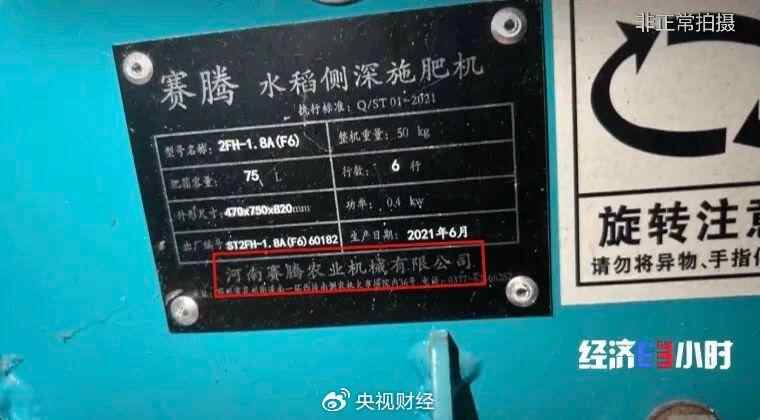 非正常拍摄
赛腾 水稻侧深施肥机
执行标准：Q/ST 01-2021
型号名称：2FH-1.8A(F6) 整机重量：50 kg
肥箱容量：75 L 行数：6 行
外形尺寸：470x750x820mm 功率：0.4 kw
出厂编号 ST2FH-1.8A(F6)60182 生产日期：2021年6月
河南赛腾农业机械有限公司
旋转注意
请勿将异物、手指
经济半小时
央视财经